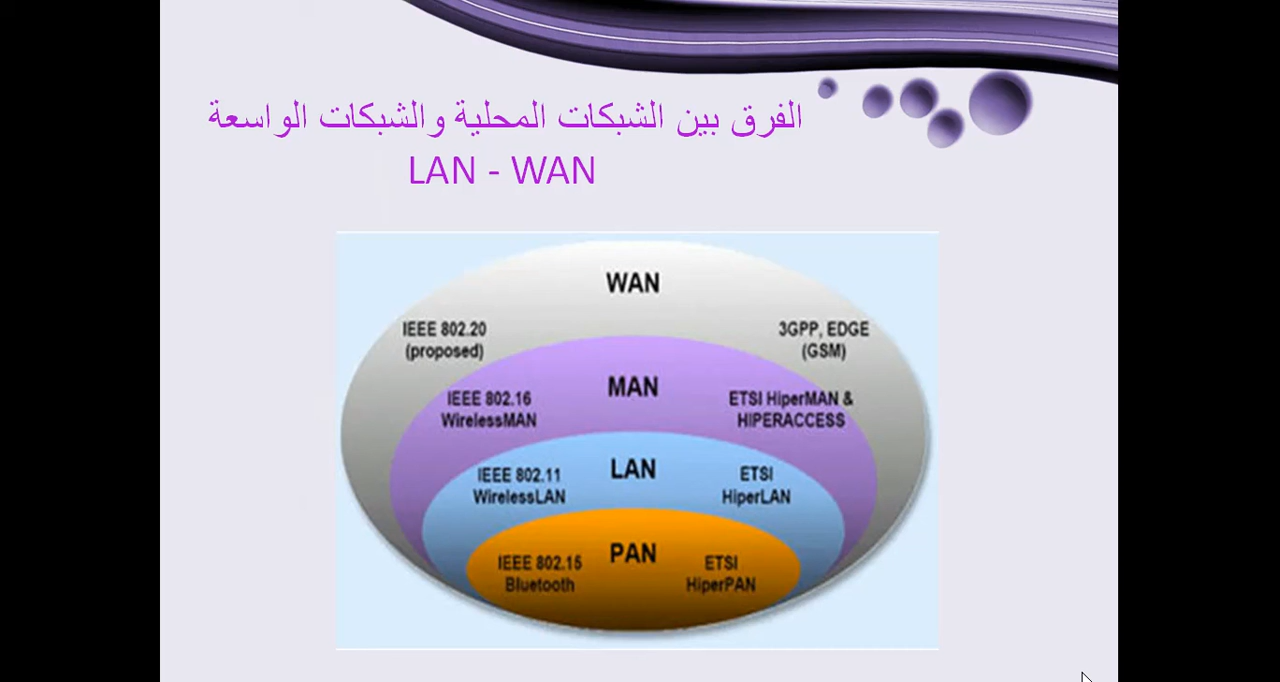 الفرق بين الشبكات المحلية والشبكات الواسعة
LAN - WAN
WAN
IEEE 802.20
(proposed)
3GPP, EDGE
(GSM)
MAN
IEEE 802.16
WirelessMAN
ETSI HiperMAN &
HIPERACCESS
LAN
IEEE 802.11
WirelessLAN
ETSI
HiperLAN
PAN
IEEE 802.15
Bluetooth
ETSI
HiperPAN